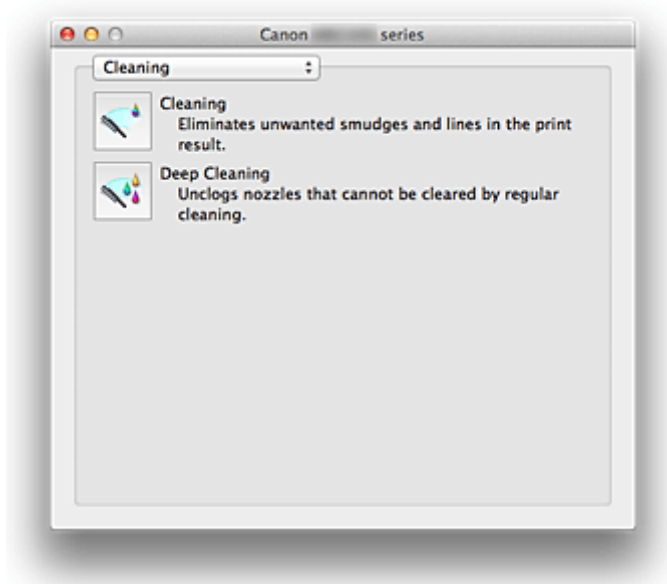 Canon series
Cleaning
Cleaning
Eliminates unwanted smudges and lines in the print
result.
Deep Cleaning
Unclogs nozzles that cannot be cleared by regular
cleaning.